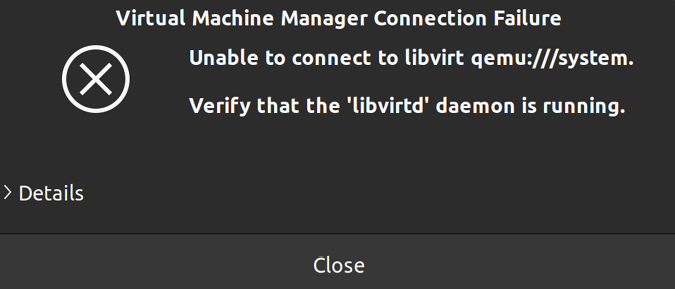 Virtual Machine Manager Connection Failure
Unable to connect to libvirt qemu:///system.
Verify that the 'libvirtd' daemon is running.
Details
Close